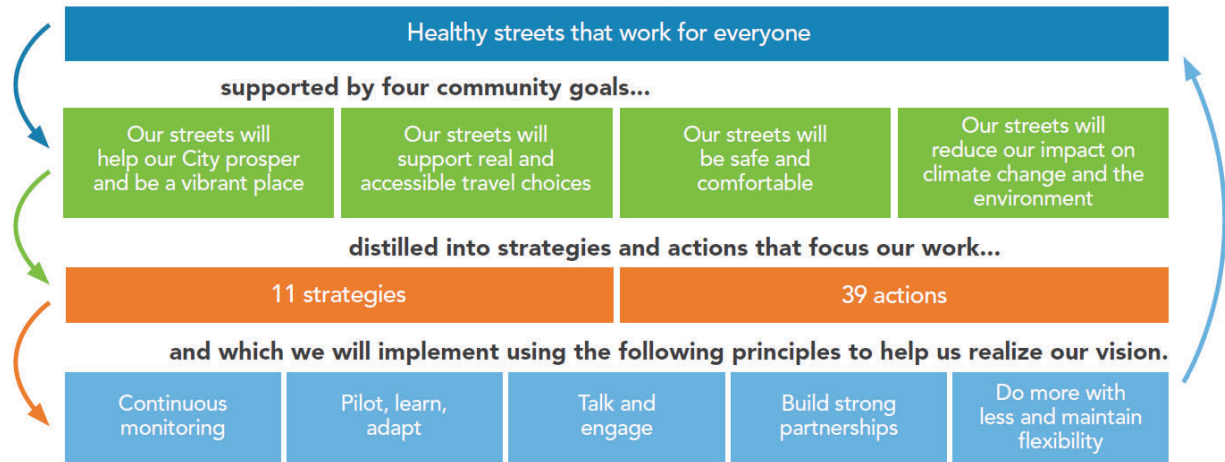 Healthy streets that work for everyone
supported by four community goals...
Our streets will
help our City prosper
and be a vibrant place
Our streets will
support real and
accessible travel choices
Our streets will
be safe and
comfortable
Our streets will
reduce our impact on
climate change and the
environment
distilled into strategies and actions that focus our work...
11 strategies
39 actions
and which we will implement using the following principles to help us realize our vision.
Continuous
monitoring
Pilot, learn,
adapt
Talk and
engage
Build strong
partnerships
Do more with
less and maintain
flexibility